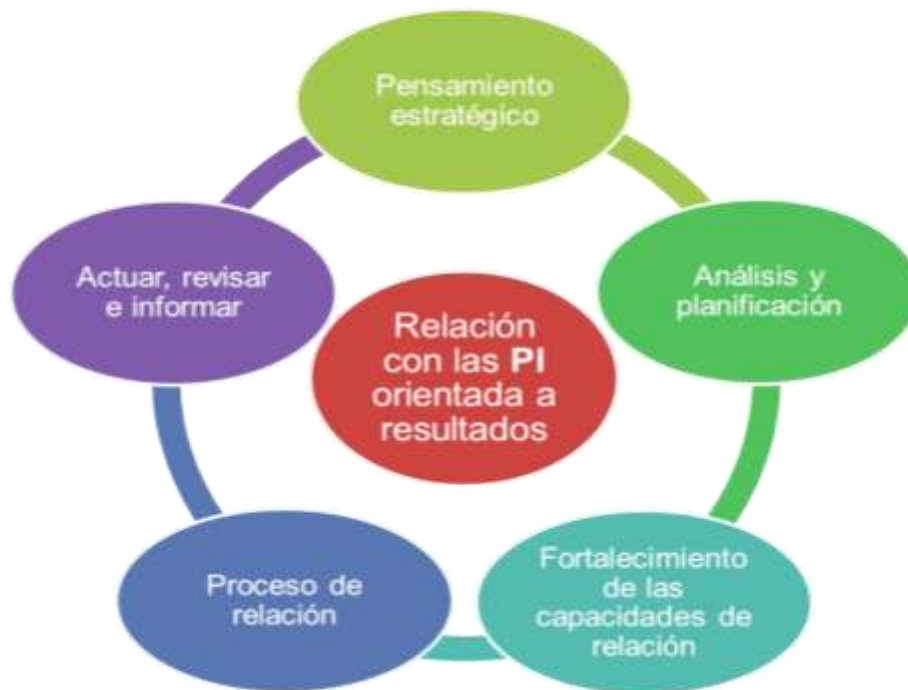 Pensamiento
estratégico
Análisis y
planificación
Fortalecimiento
de las
capacidades de
relación
Proceso de
relación
Actuar, revisar
e informar
Relación
con las PI
orientada a
resultados